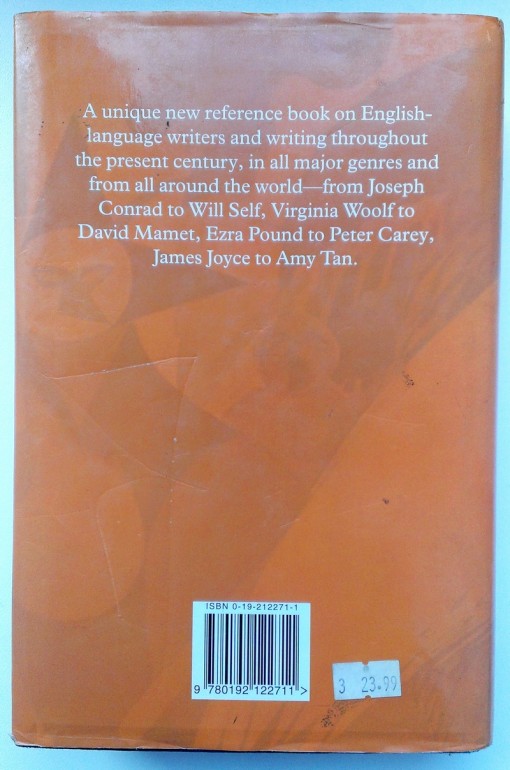 A unique new reference book on English-
language writers and writing throughout
the present century, in all major genres and
from all around the world—from Joseph
Conrad to Will Self, Virginia Woolf to
David Mamet, Ezra Pound to Peter Carey,
James Joyce to Amy Tan.
ISBN 0-19-212271-1
9 780192 122711 >
3 23.99